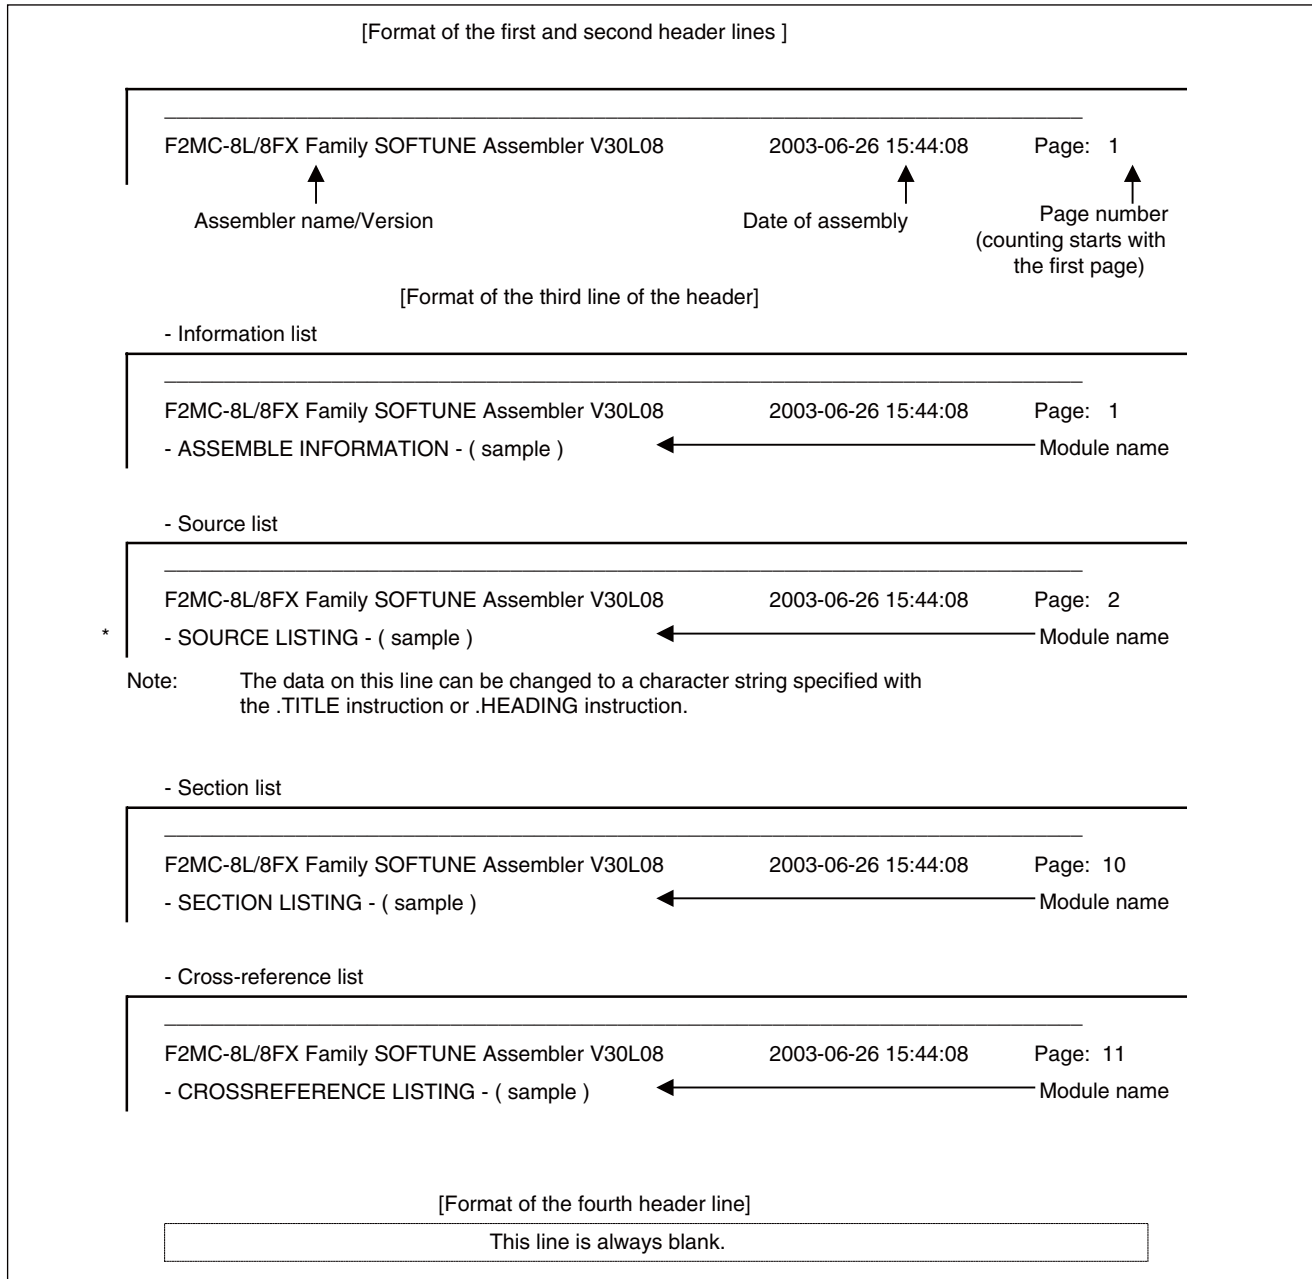 [Format of the first and second header lines ]
F2MC-8L/8FX Family SOFTUNE Assembler V30L08 2003-06-26 15:44:08 Page: 1
Assembler name/Version Date of assembly Page number
(counting starts with
the first page)
[Format of the third line of the header]
- Information list
F2MC-8L/8FX Family SOFTUNE Assembler V30L08 2003-06-26 15:44:08 Page: 1
- ASSEMBLE INFORMATION - ( sample ) Module name
- Source list
F2MC-8L/8FX Family SOFTUNE Assembler V30L08 2003-06-26 15:44:08 Page: 2
* - SOURCE LISTING - ( sample ) Module name
Note: The data on this line can be changed to a character string specified with
the .TITLE instruction or .HEADING instruction.
- Section list
F2MC-8L/8FX Family SOFTUNE Assembler V30L08 2003-06-26 15:44:08 Page: 10
- SECTION LISTING - ( sample ) Module name
- Cross-reference list
F2MC-8L/8FX Family SOFTUNE Assembler V30L08 2003-06-26 15:44:08 Page: 11
- CROSSREFERENCE LISTING - ( sample ) Module name
[Format of the fourth header line]
This line is always blank.